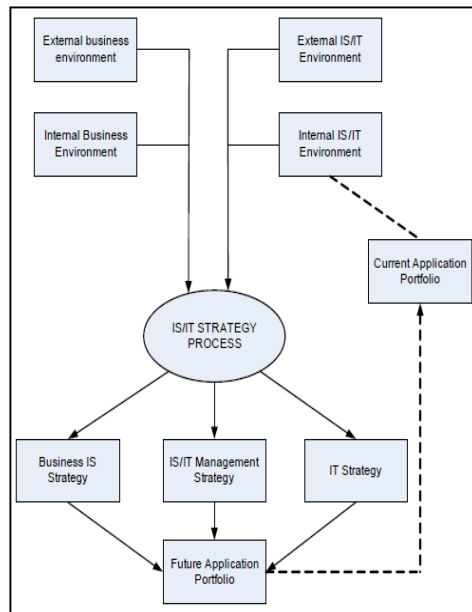 External business
environment
External IS/IT
Environment
Internal Business
Environment
Internal IS/IT
Environment
Current Application
Portfolio
IS/IT STRATEGY
PROCESS
Business IS
Strategy
IS/IT Management
Strategy
IT Strategy
Future Application
Portfolio